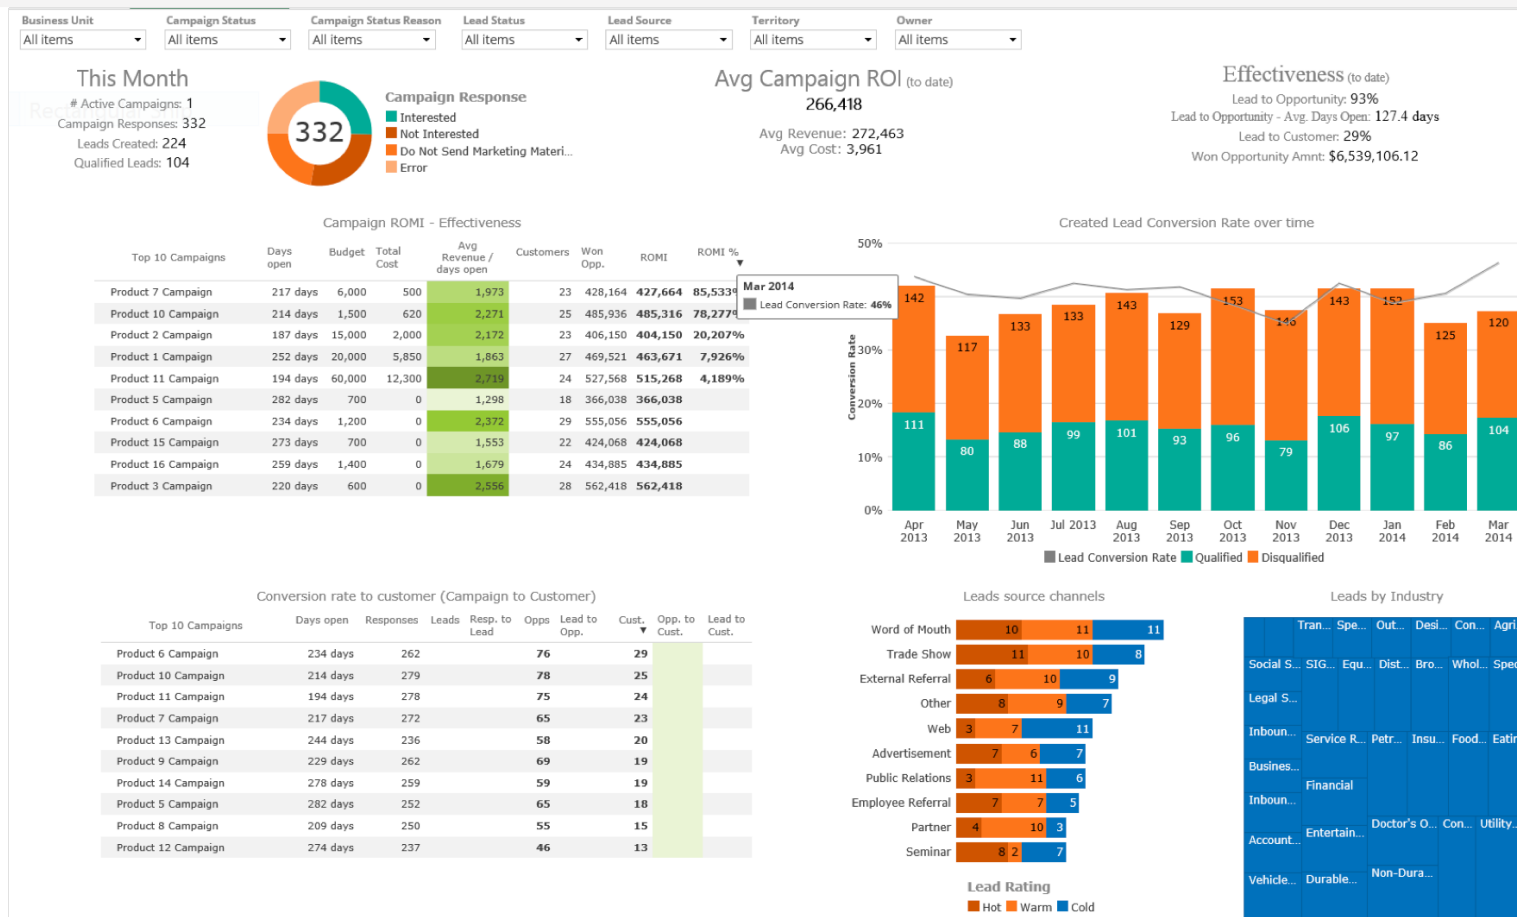 Business Unit Campaign Status Campaign Status Reason Lead Status Lead Source Territory Owner
All items All items All items All items All items All items All items
This Month
# Active Campaigns: 1
Campaign Responses: 332
Leads Created: 224
Qualified Leads: 104
332
Campaign Response
Interested
Not Interested
Do Not Send Marketing Materi...
Error
Avg Campaign ROI (to date)
266,418
Avg Revenue: 272,463
Avg Cost: 3,961
Effectiveness (to date)
Lead to Opportunity: 93%
Lead to Opportunity - Avg. Days Open: 127.4 days
Lead to Customer: 29%
Won Opportunity Amnt: $6,539,106.12
Campaign ROMI - Effectiveness
Top 10 Campaigns Days open Budget Total Cost Avg Revenue / days open Customers Won Opp. ROMI ROMI %
Product 7 Campaign 217 days 6,000 500 1,973 23 428,164 427,664 85,533%
Product 10 Campaign 214 days 1,500 620 2,271 25 485,936 485,316 78,277%
Product 2 Campaign 187 days 15,000 2,000 2,172 23 406,150 404,150 20,207%
Product 1 Campaign 252 days 20,000 5,850 1,863 27 469,521 463,671 7,926%
Product 11 Campaign 194 days 60,000 12,300 2,719 24 527,568 515,268 4,189%
Product 5 Campaign 282 days 700 0 1,298 18 366,038 366,038
Product 6 Campaign 234 days 1,200 0 2,372 29 555,056 555,056
Product 15 Campaign 273 days 700 0 1,553 22 424,068 424,068
Product 16 Campaign 259 days 1,400 0 1,679 24 434,885 434,885
Product 3 Campaign 220 days 600 0 2,556 28 562,418 562,418
Mar 2014
Lead Conversion Rate: 46%
Created Lead Conversion Rate over time
Conversion Rate
50%
30%
20%
10%
0%
142 117 133 133 143 129 153 146 143 152 125 120
111 80 88 99 101 93 96 79 106 97 86 104
Apr 2013 May 2013 Jun 2013 Jul 2013 Aug 2013 Sep 2013 Oct 2013 Nov 2013 Dec 2013 Jan 2014 Feb 2014 Mar 2014
Lead Conversion Rate Qualified Disqualified
Conversion rate to customer (Campaign to Customer)
Top 10 Campaigns Days open Responses Leads Resp. to Lead Opps Lead to Opp. Cust. Opp. to Cust. Lead to Cust.
Product 6 Campaign 234 days 262 76 29
Product 10 Campaign 214 days 279 78 25
Product 11 Campaign 194 days 278 75 24
Product 7 Campaign 217 days 272 65 23
Product 13 Campaign 244 days 236 58 20
Product 9 Campaign 229 days 262 69 19
Product 14 Campaign 278 days 259 59 19
Product 5 Campaign 282 days 252 65 18
Product 8 Campaign 209 days 250 55 15
Product 12 Campaign 274 days 237 46 13
Leads source channels
Word of Mouth 10 11 11
Trade Show 11 10 8
External Referral 6 10 9
Other 8 9 7
Web 3 7 11
Advertisement 7 6 7
Public Relations 3 11 6
Employee Referral 7 7 5
Partner 4 10 3
Seminar 8 2 7
Lead Rating
Hot Warm Cold
Leads by Industry
Tran... Spe... Out... Desi... Con... Agri
Social S... SIG... Equ... Dist... Bro... Whol... Spec
Legal S...
Inboun... Service R... Petr... Insu... Food... Eatin
Busines...
Financial
Inboun...
Doctor's O... Con... Utility...
Account... Entertain...
Non-Dura...
Vehicle... Durable...